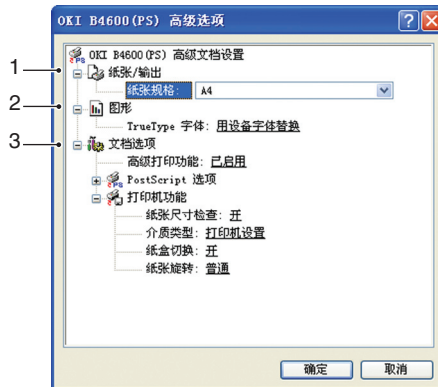 OKI B4600(PS) 高级选项
OKI B4600(PS) 高级文档设置
1
纸张/输出
纸张规格: A4
2
图形
TrueType 字体: 用设备字体替换
3
文档选项
高级打印功能: 已启用
PostScript 选项
打印机功能
纸张尺寸检查: 开
介质类型: 打印机设置
纸盒切换: 开
纸张旋转: 普通
确定 取消